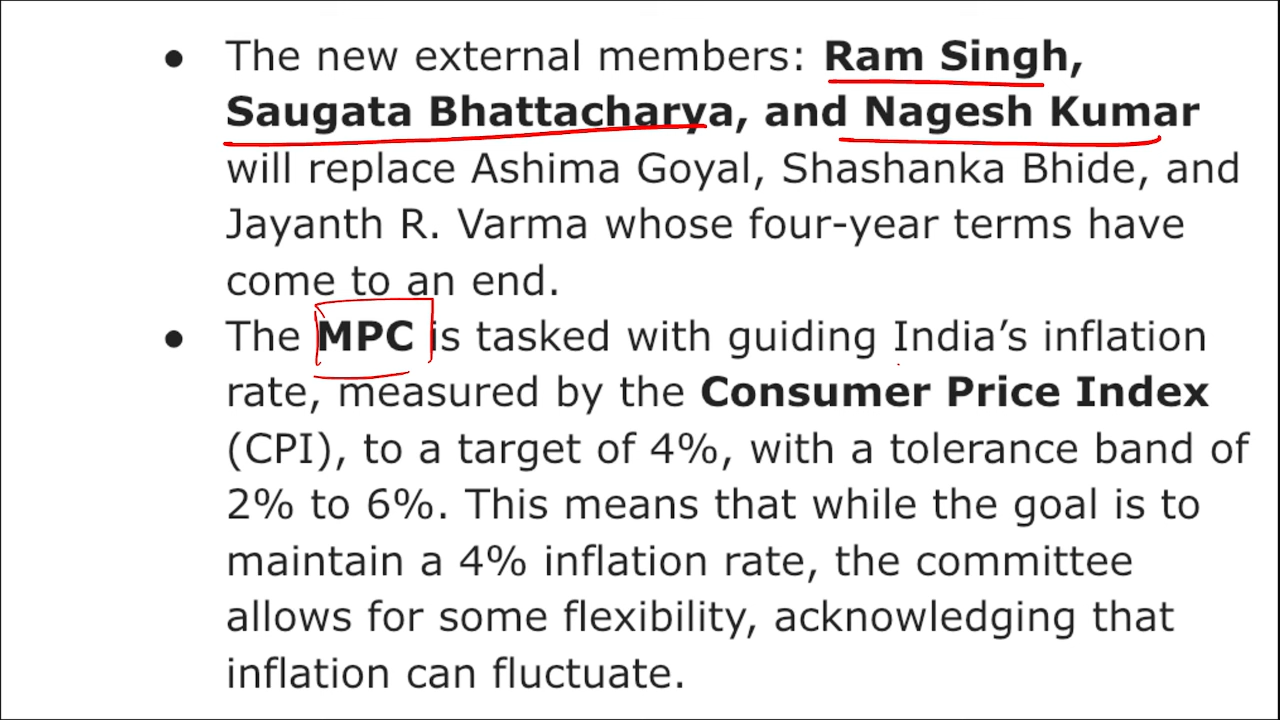 ● The new external members: Ram Singh,
Saugata Bhattacharya, and Nagesh Kumar
will replace Ashima Goyal, Shashanka Bhide, and
Jayanth R. Varma whose four-year terms have
come to an end.
● The MPC is tasked with guiding India’s inflation
rate, measured by the Consumer Price Index
(CPI), to a target of 4%, with a tolerance band of
2% to 6%. This means that while the goal is to
maintain a 4% inflation rate, the committee
allows for some flexibility, acknowledging that
inflation can fluctuate.